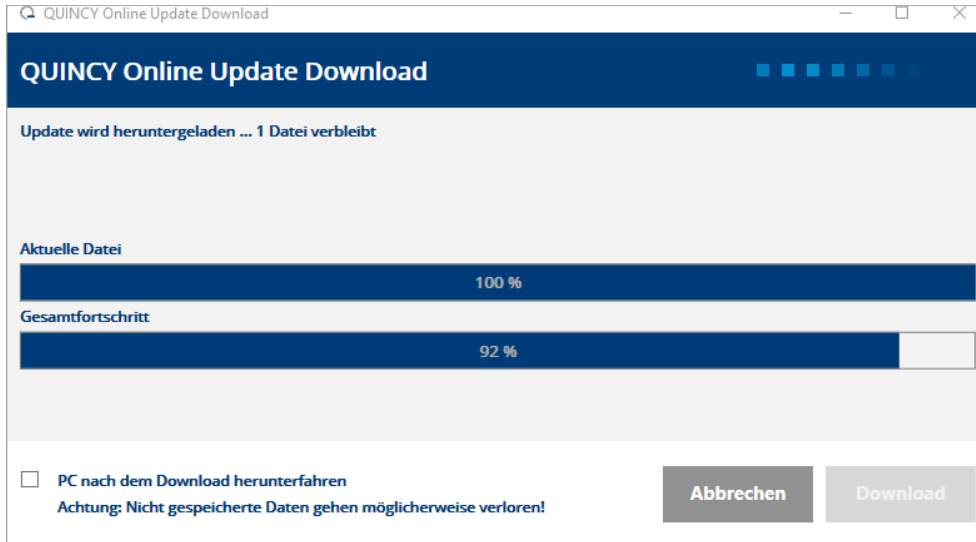 QUINCY Online Update Download
QUINCY Online Update Download
Update wird heruntergeladen ... 1 Datei verbleibt
Aktuelle Datei
100 %
Gesamtfortschritt
92 %
PC nach dem Download herunterfahren
Achtung: Nicht gespeicherte Daten gehen möglicherweise verloren!
Abbrechen
Download